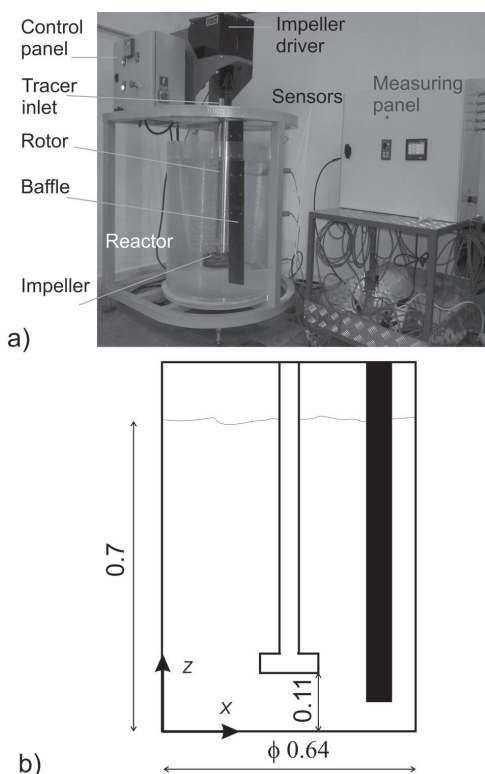 Control
panel
Impeller
driver
Tracer
inlet
Sensors
Measuring
panel
Rotor
Baffle
Reactor
Impeller
a)
0.7
z
x
0.11
ϕ 0.64
b)